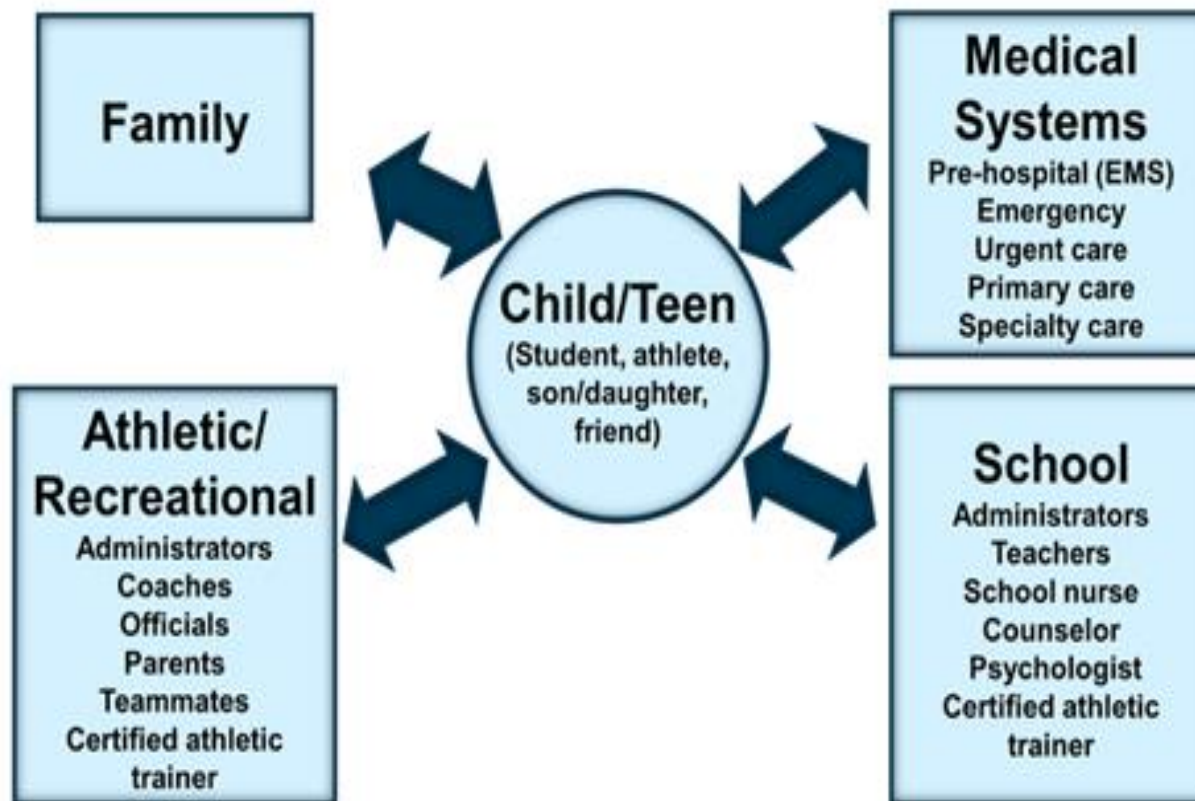 Family
Medical
Systems
Pre-hospital (EMS)
Emergency
Urgent care
Primary care
Specialty care
Child/Teen
(Student, athlete,
son/daughter,
friend)
Athletic/
Recreational
Administrators
Coaches
Officials
Parents
Teammates
Certified athletic
trainer
School
Administrators
Teachers
School nurse
Counselor
Psychologist
Certified athletic
trainer